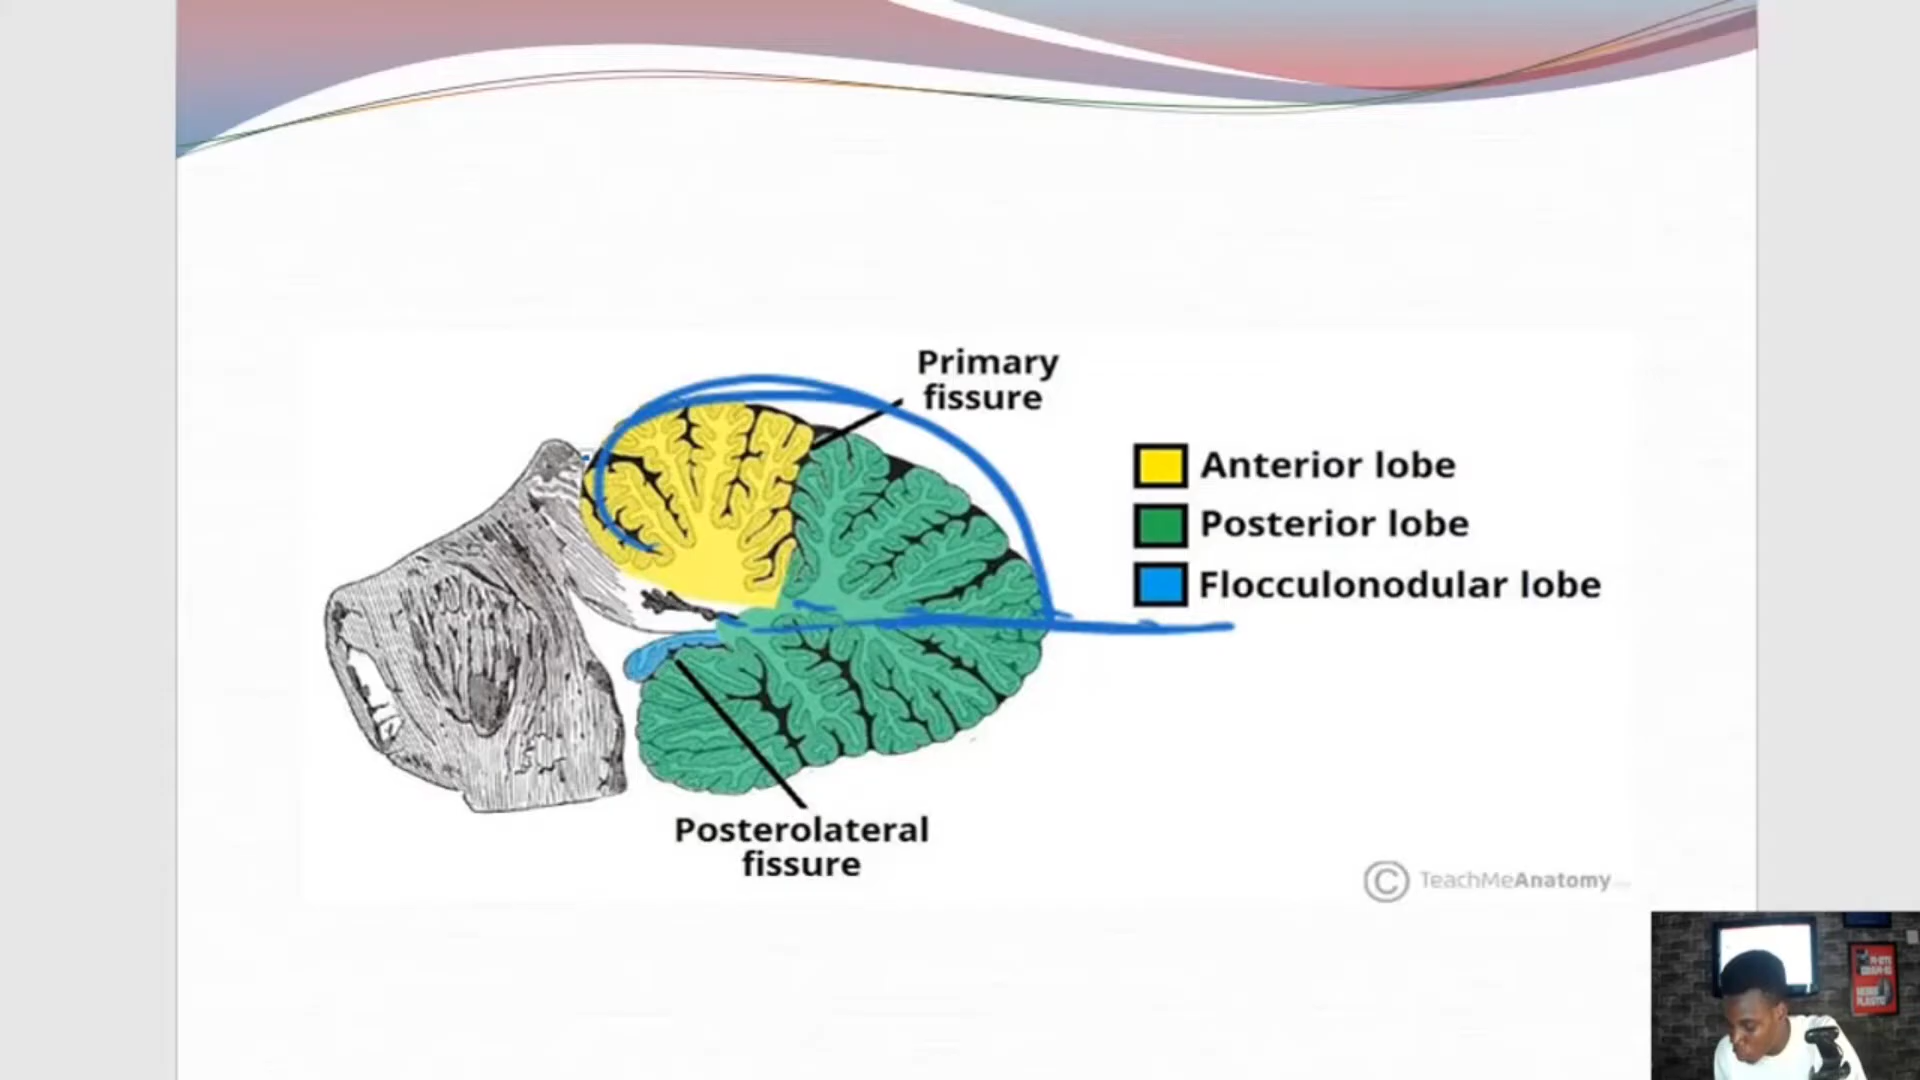 Primary
fissure
Anterior lobe
Posterior lobe
Flocculonodular lobe
Posterolateral
fissure
© TeachMeAnatomy